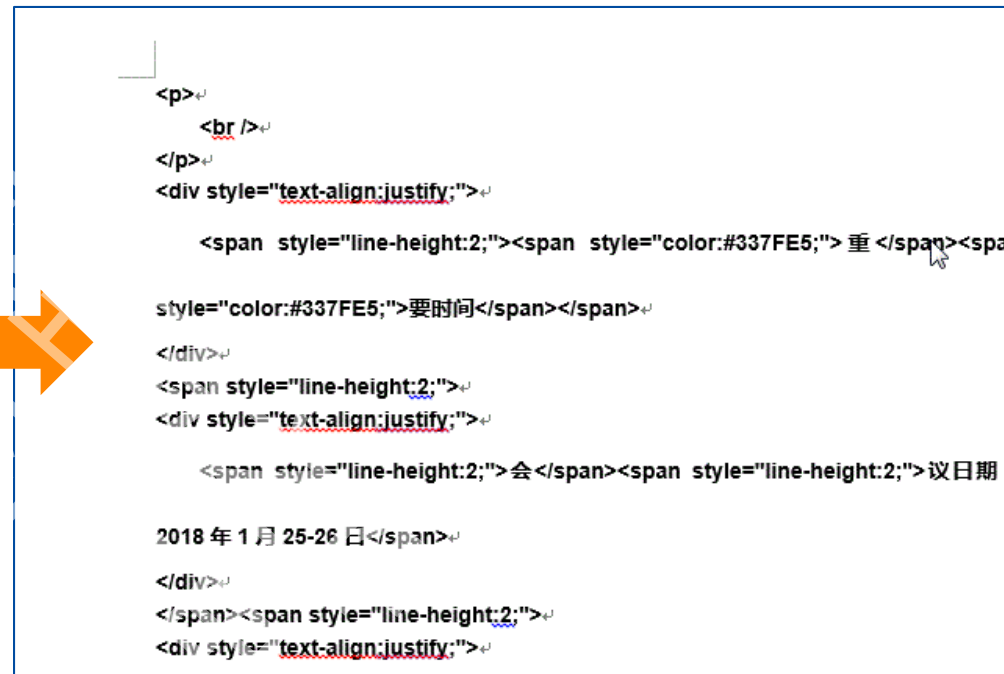 <p>
<br />
</p>
<div style="text-align:justify;">
<span style="line-height:2;"><span style="color:#337FE5;">重</span><spa
style="color:#337FE5;">要时间</span></span>
</div>
<span style="line-height:2;">
<div style="text-align:justify;">
<span style="line-height:2;">会</span><span style="line-height:2;">议日期
2018 年 1 月 25-26 日</span>
</div>
</span><span style="line-height:2;">
<div style="text-align:justify;">